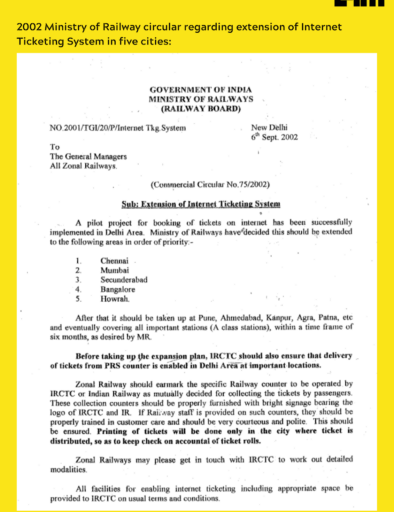 2002 Ministry of Railway circular regarding extension of Internet
Ticketing System in five cities:
GOVERNMENT OF INDIA
MINISTRY OF RAILWAYS
(RAILWAY BOARD)
NO.2001/TGI/20/P/Internet Tkg.System New Delhi
6th Sept. 2002
To
The General Managers
All Zonal Railways.
(Commercial Circular No.75/2002)
Sub: Extension of Internet Ticketing System
A pilot project for booking of tickets on internet has been successfully
implemented in Delhi Area. Ministry of Railways have decided this should be extended
to the following areas in order of priority:-
1. Chennai
2. Mumbai
3. Secunderabad
4. Bangalore
5. Howrah.
After that it should be taken up at Pune, Ahmedabad, Kanpur, Agra, Patna, etc
and eventually covering all important stations (A class stations), within a time frame of
six months, as desired by MR.
Before taking up the expansion plan, IRCTC should also ensure that delivery
of tickets from PRS counter is enabled in Delhi Area at important locations.
Zonal Railway should earmark the specific Railway counter to be operated by
IRCTC or Indian Railway as mutually decided for collecting the tickets by passengers.
These collection counters should be properly furnished with bright signage bearing the
logo of IRCTC and IR. If Railway staff is provided on such counters, they should be
properly trained in customer care and should be very courteous and polite. This should
be ensured. Printing of tickets will be done only in the city where ticket is
distributed, so as to keep check on accountal of ticket rolls.
Zonal Railways may please get in touch with IRCTC to work out detailed
modalities.
All facilities for enabling internet ticketing including appropriate space be
provided to IRCTC on usual terms and conditions.